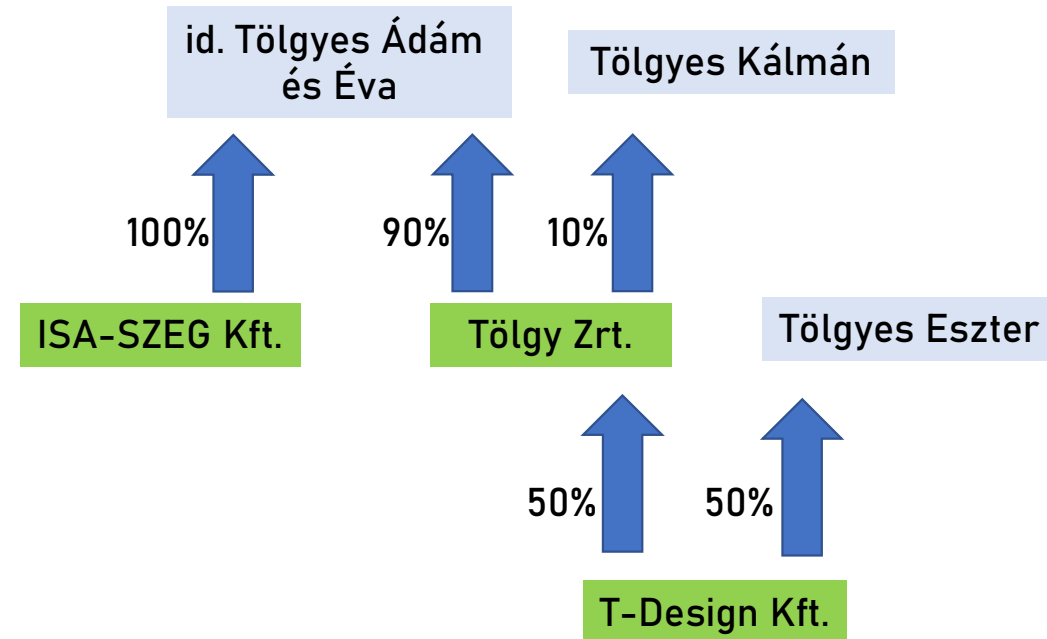 id. Tölgyes Ádám
és Éva
Tölgyes Kálmán
100%
90%
10%
ISA-SZEG Kft.
Tölgy Zrt.
Tölgyes Eszter
50%
50%
T-Design Kft.